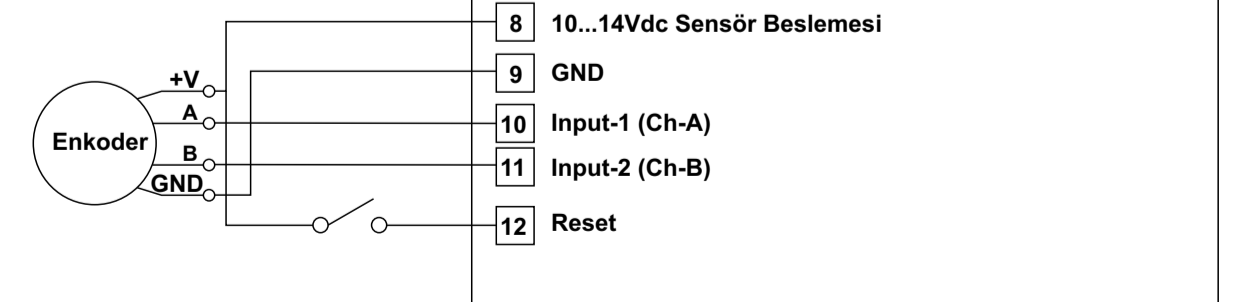 8 10...14Vdc Sensör Beslemesi
+V 9 GND
A 10 Input-1 (Ch-A)
Enkoder
B 11 Input-2 (Ch-B)
GND
12 Reset